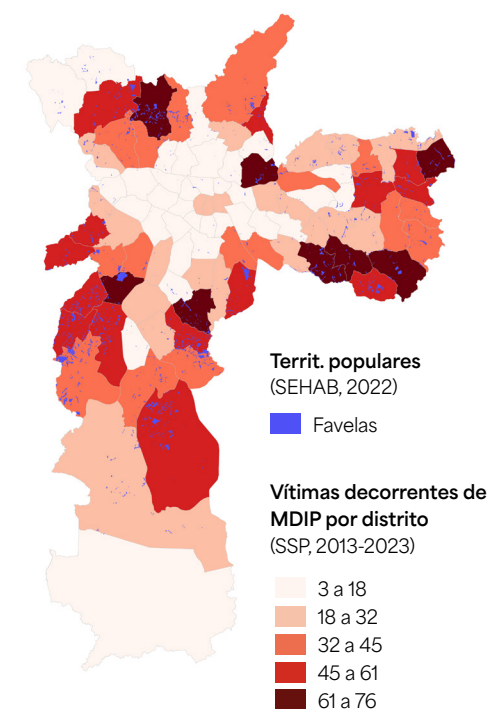 Territ. populares
(SEHAB, 2022)
Favelas
Vítimas decorrentes de
MDIP por distrito
(SSP, 2013-2023)
3 a 18
18 a 32
32 a 45
45 a 61
61 a 76